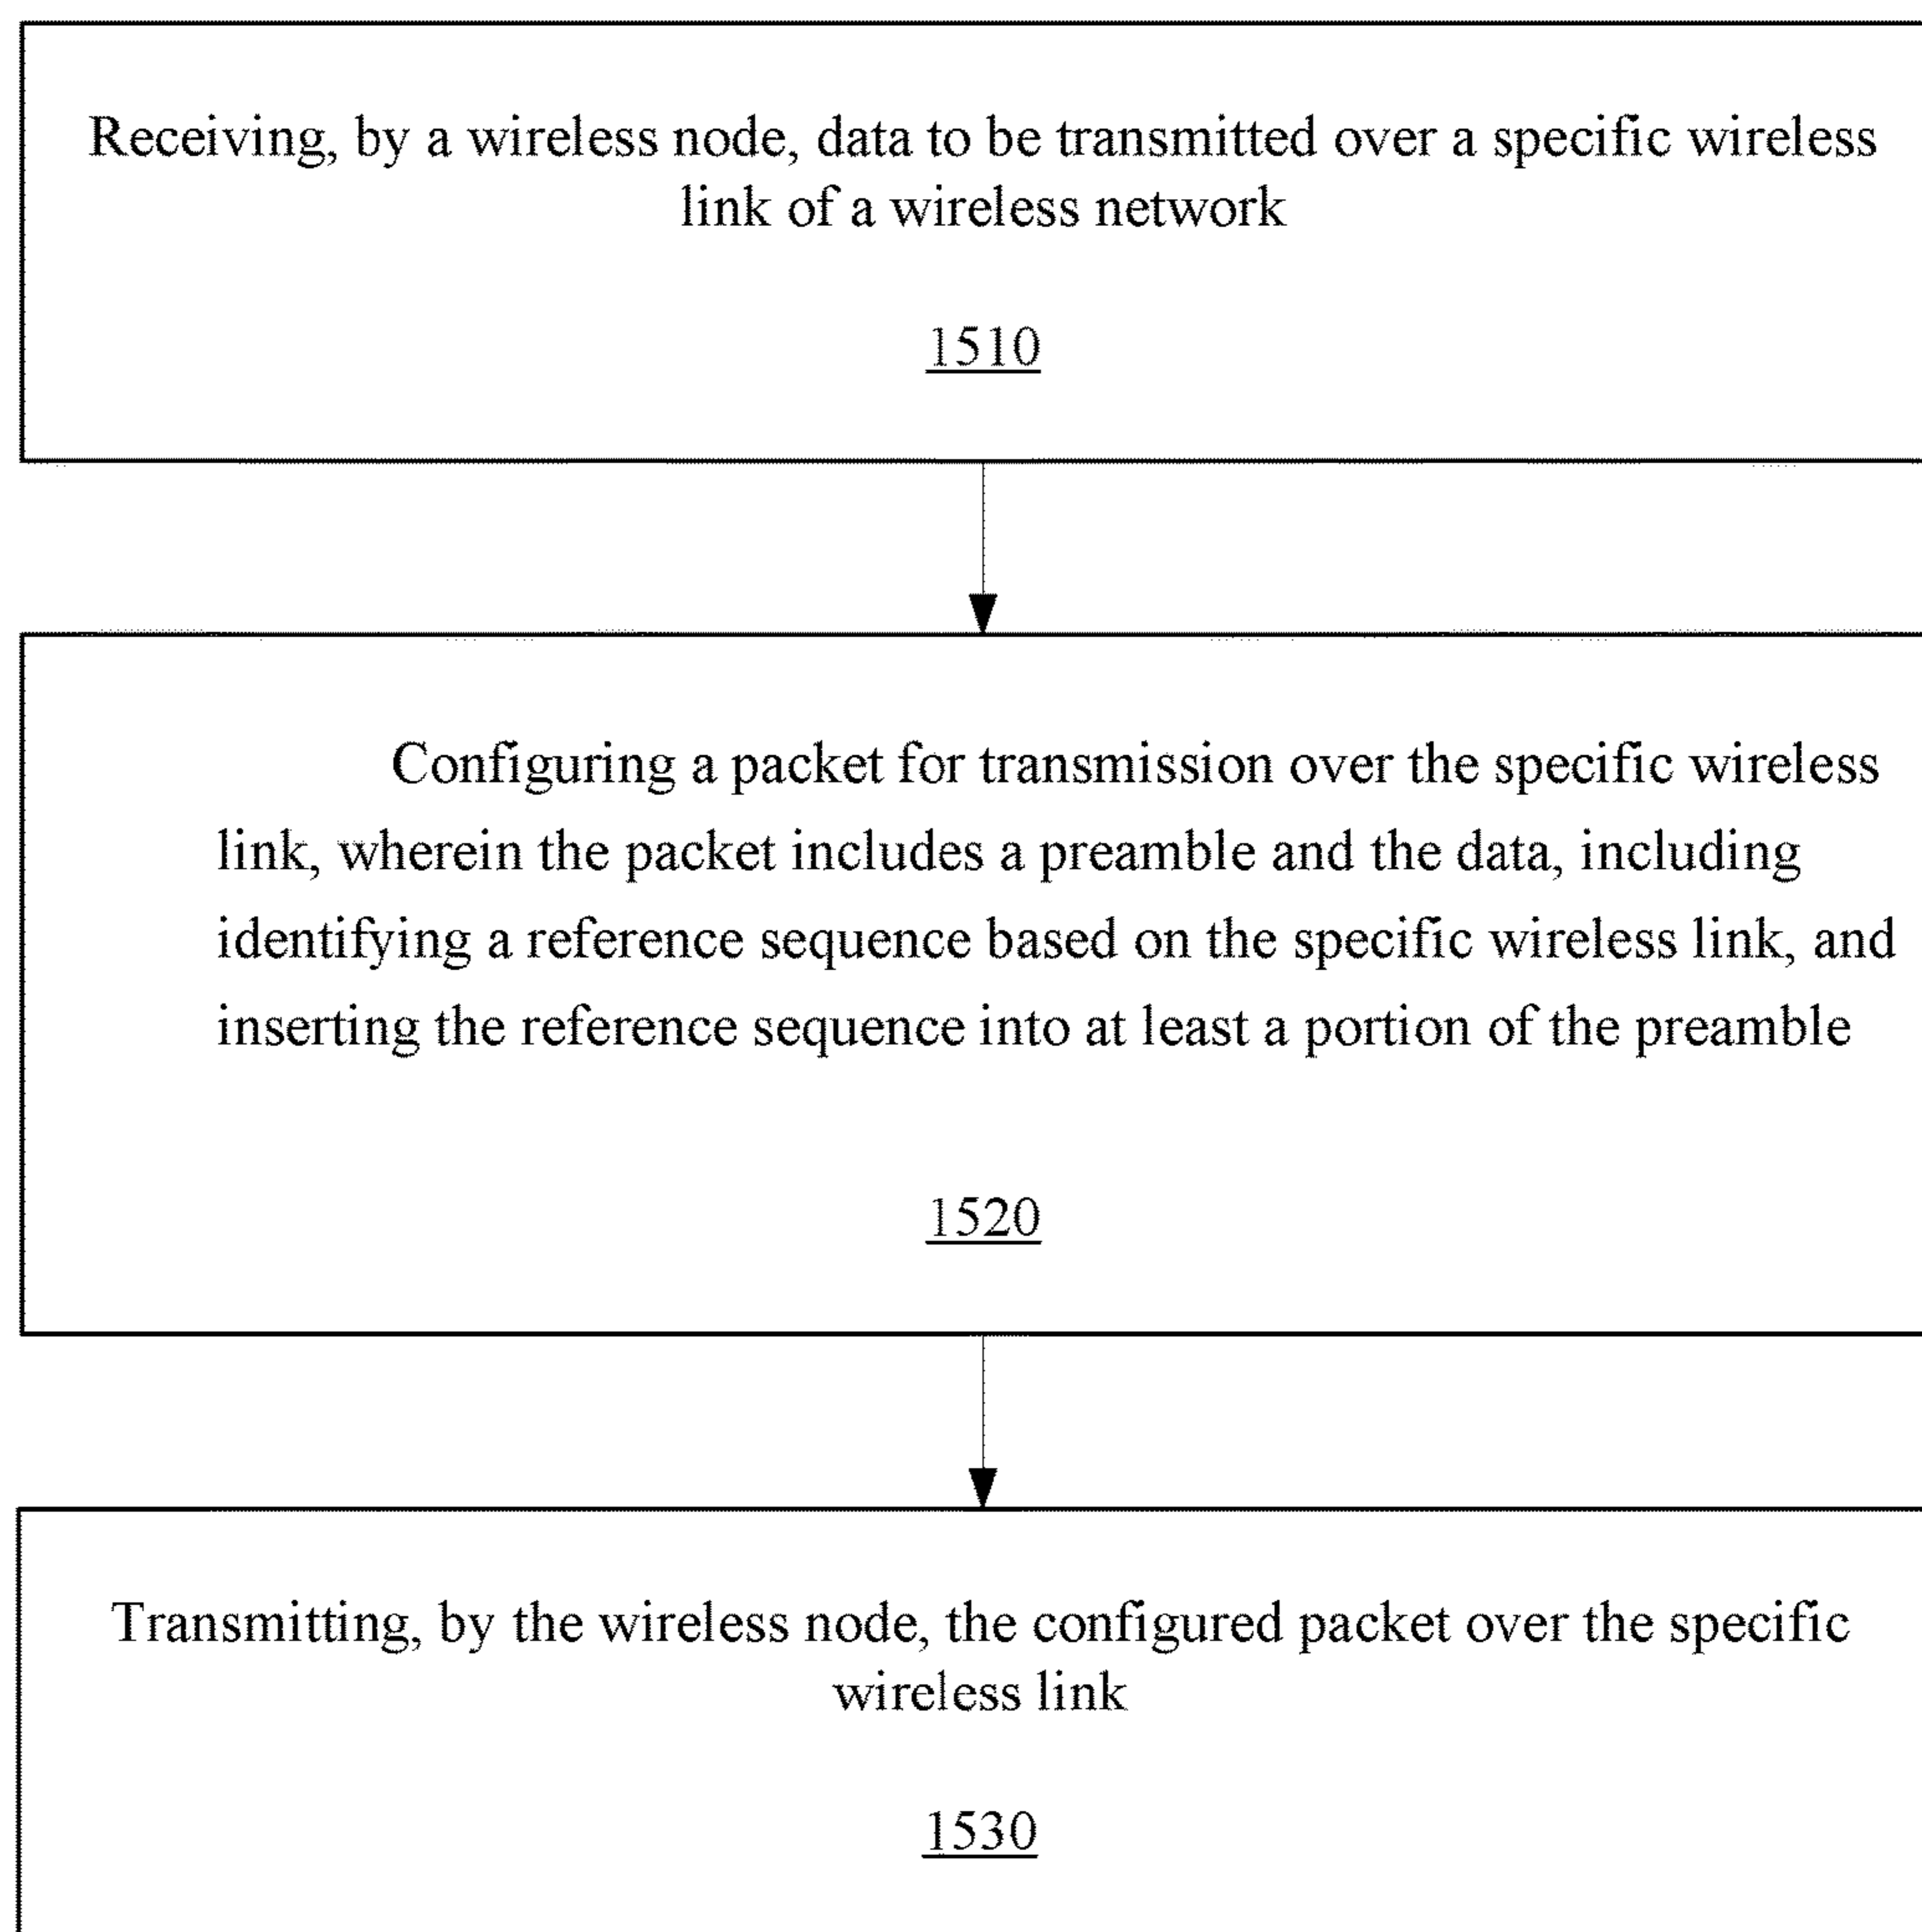 Receiving, by a wireless node, data to be transmitted over a specific wireless
link of a wireless network
1510
Configuring a packet for transmission over the specific wireless
link, wherein the packet includes a preamble and the data, including
identifying a reference sequence based on the specific wireless link, and
inserting the reference sequence into at least a portion of the preamble
1520
Transmitting, by the wireless node, the configured packet over the specific
wireless link
1530